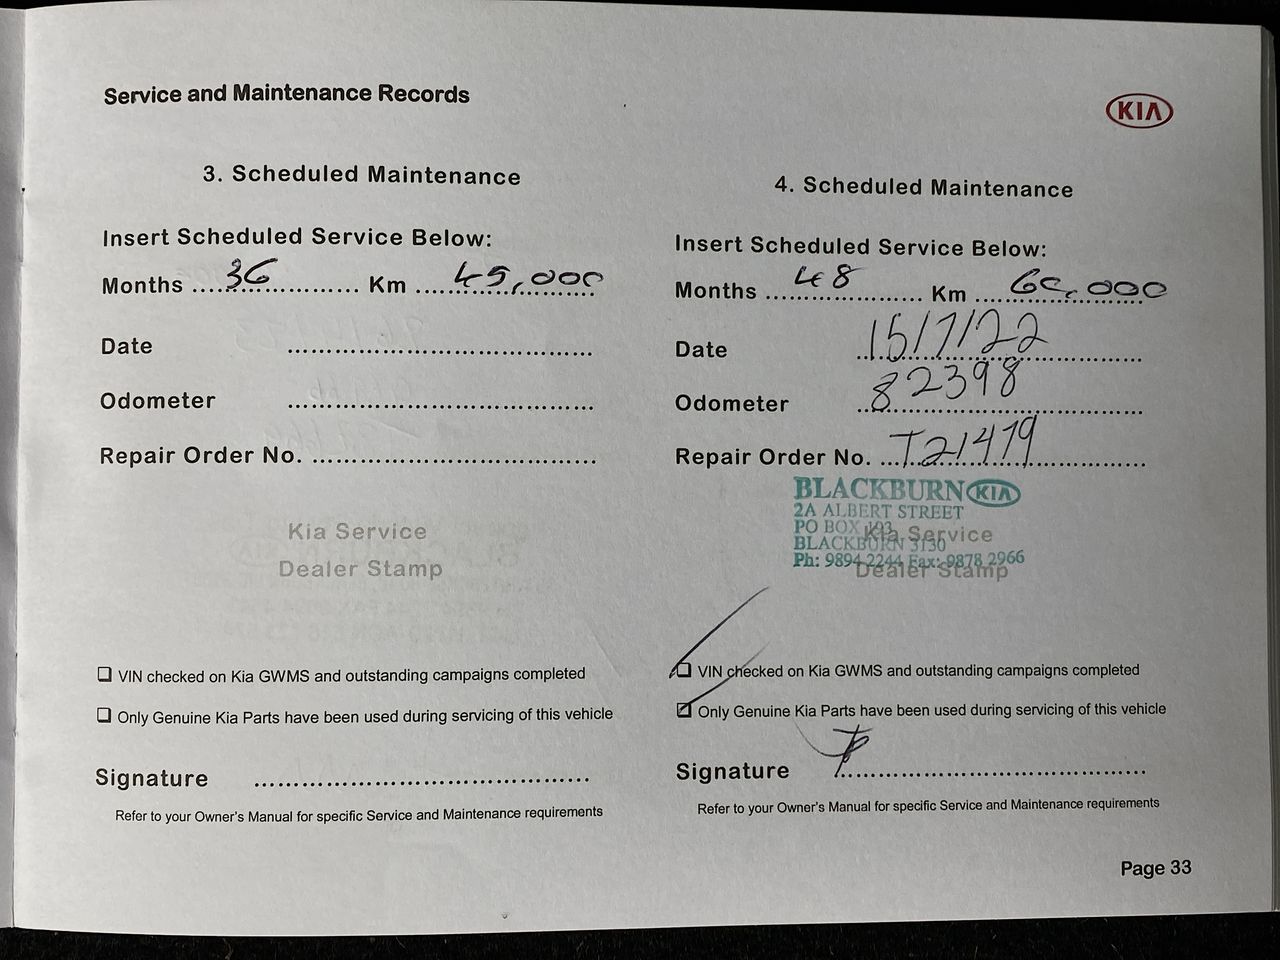 Service and Maintenance Records
KIA
3. Scheduled Maintenance
Insert Scheduled Service Below:
Months ..... 36 ..... Km ..... 45,000 .....
Date ..........
Odometer ..........
Repair Order No. ..........
Kia Service
Dealer Stamp
VIN checked on Kia GWMS and outstanding campaigns completed
Only Genuine Kia Parts have been used during servicing of this vehicle
Signature ..........
Refer to your Owner's Manual for specific Service and Maintenance requirements
4. Scheduled Maintenance
Insert Scheduled Service Below:
Months ..... 48 ..... Km ..... 60,000 .....
Date 15/7/22
Odometer 82398
Repair Order No. T21479
BLACKBURN KIA
2A ALBERT STREET
PO BOX 193
BLACKBURN 3130
Ph: 9894 2244 Fax: 9878 2966
Kia Service
Dealer Stamp
VIN checked on Kia GWMS and outstanding campaigns completed
Only Genuine Kia Parts have been used during servicing of this vehicle
Signature ..........
Refer to your Owner's Manual for specific Service and Maintenance requirements
Page 33